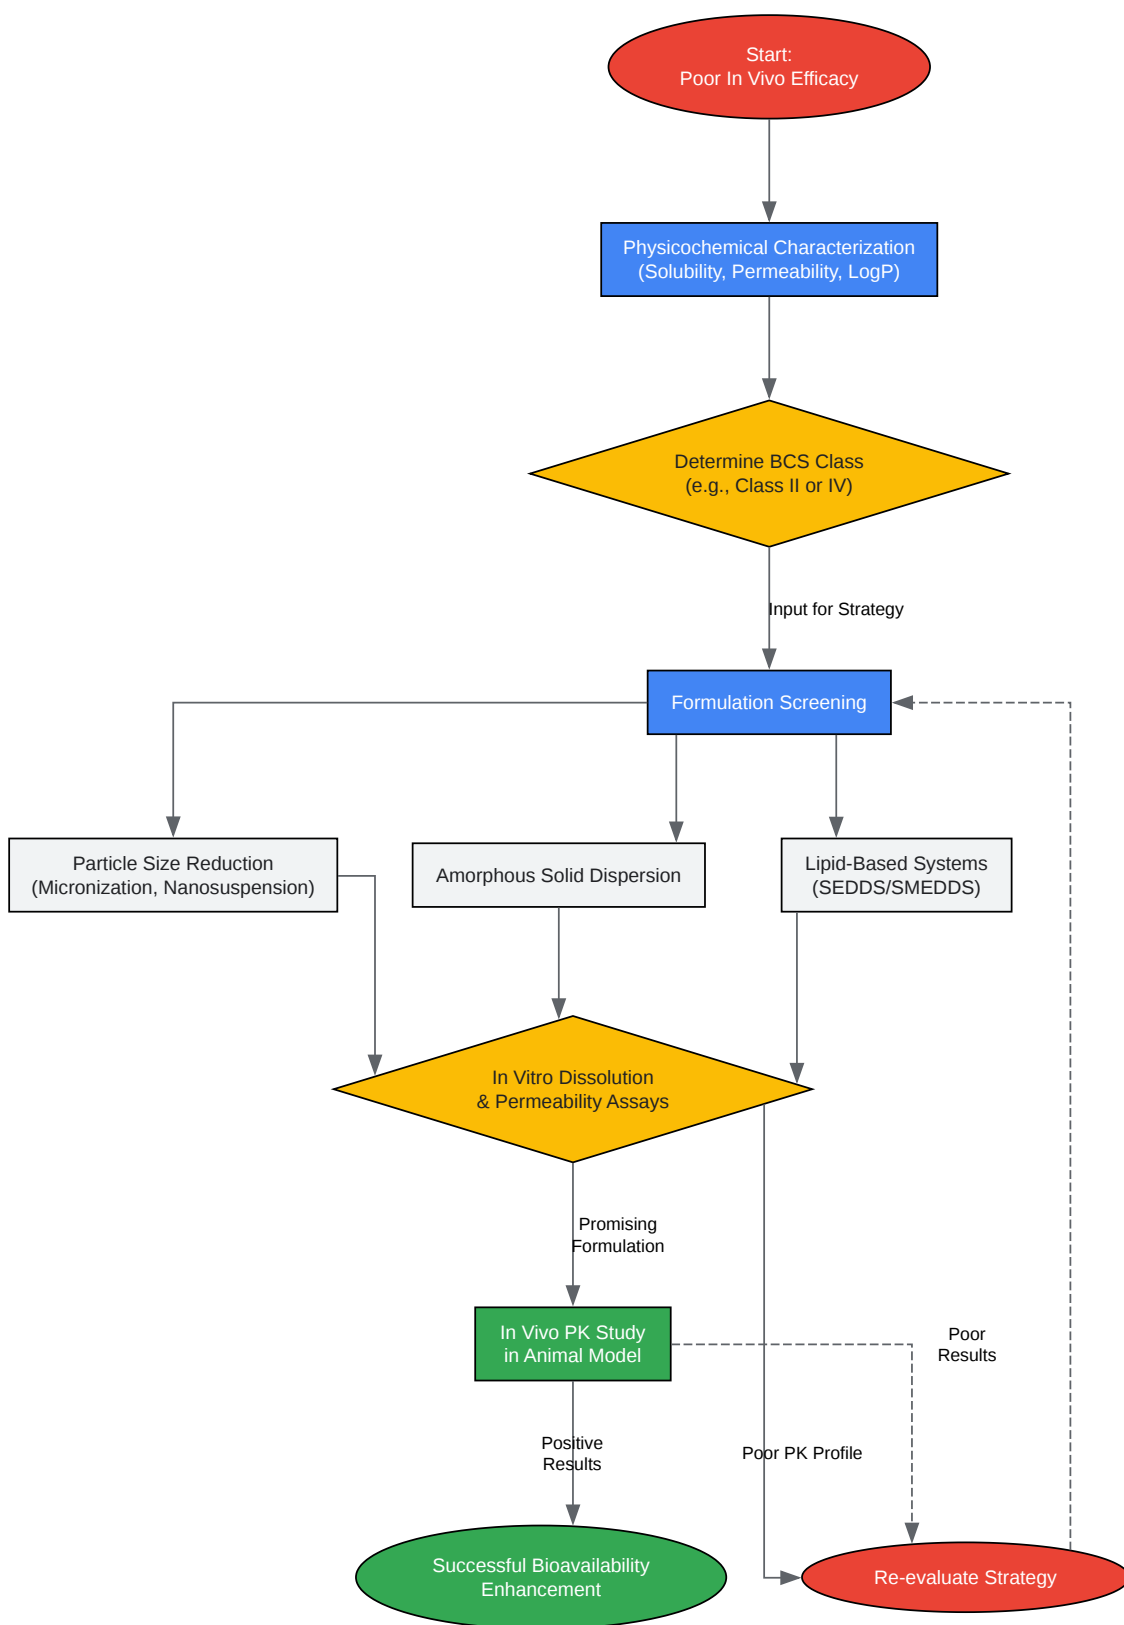 Start:
Poor In Vivo Efficacy
Physicochemical Characterization
(Solubility, Permeability, LogP)
Determine BCS Class
(e.g., Class II or IV)
Input for Strategy
Formulation Screening
Particle Size Reduction
(Micronization, Nanosuspension)
Amorphous Solid Dispersion
Lipid-Based Systems
(SEDDS/SMEDDS)
In Vitro Dissolution
& Permeability Assays
Promising
Formulation
In Vivo PK Study
in Animal Model
Poor
Results
Positive
Results
Poor PK Profile
Successful Bioavailability
Enhancement
Re-evaluate Strategy